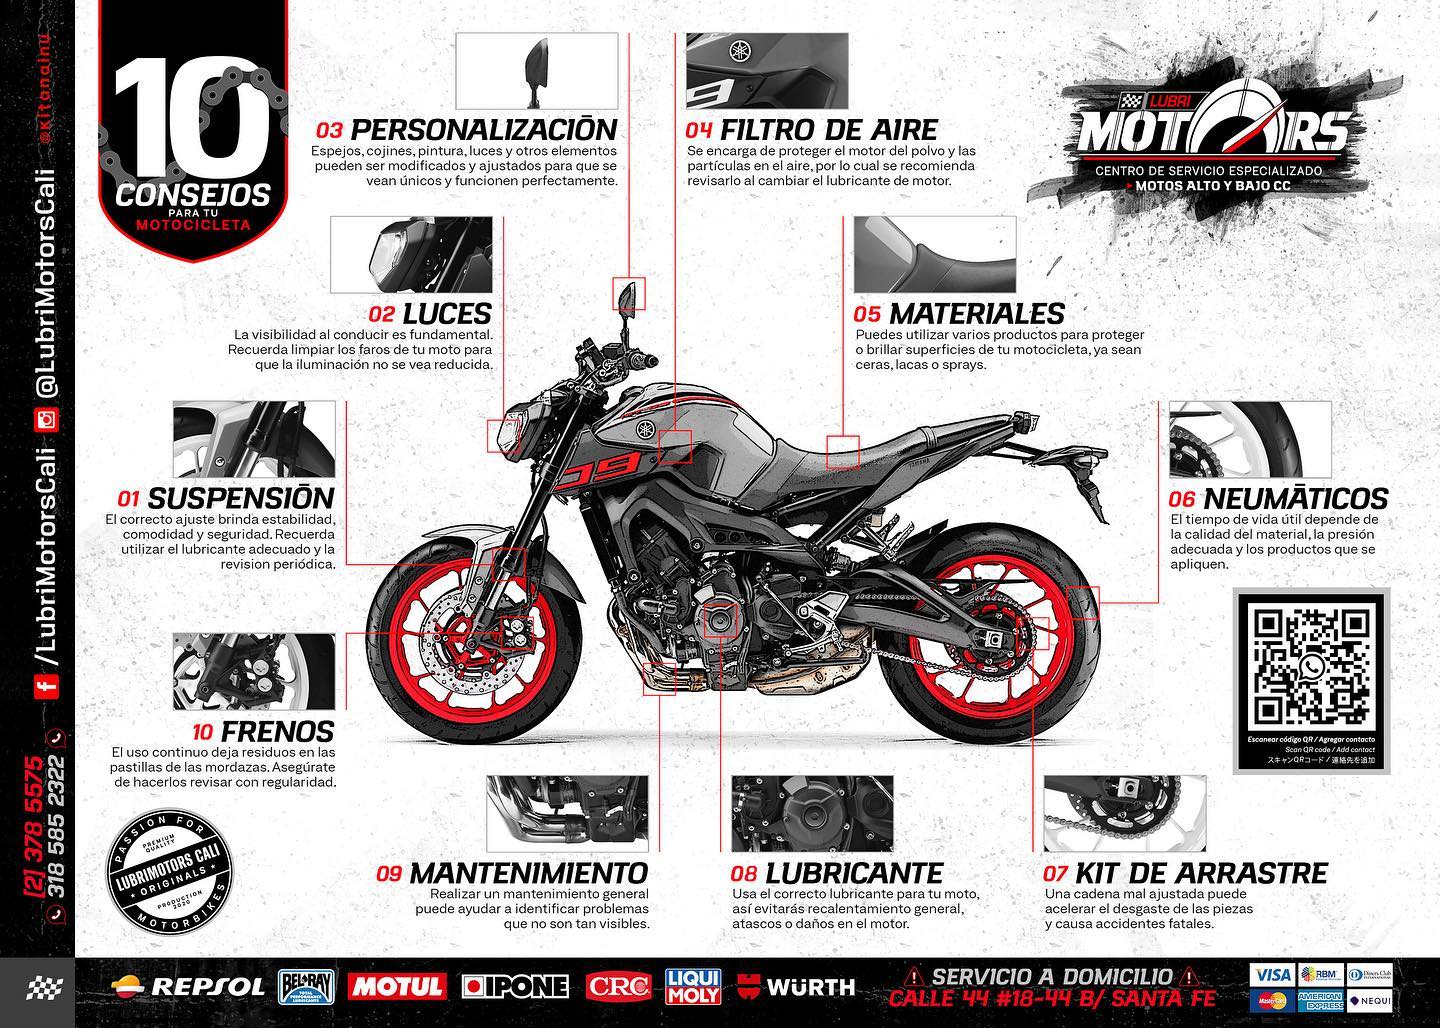 10
CONSEJOS
PARA TU
MOTOCICLETA
@kitanainu
@LubriMotorsCali
/LubriMotorsCali
318 585 2322
(2) 378 5575
LUBRI
MOTORS
CENTRO DE SERVICIO ESPECIALIZADO
MOTOS ALTO Y BAJO CC
03 PERSONALIZACIÓN
Espejos, cojines, pintura, luces y otros elementos
pueden ser modificados y ajustados para que se
vean únicos y funcionen perfectamente.
04 FILTRO DE AIRE
Se encarga de proteger el motor del polvo y las
partículas en el aire, por lo cual se recomienda
revisarlo al cambiar el lubricante de motor.
02 LUCES
La visibilidad al conducir es fundamental.
Recuerda limpiar los faros de tu moto para
que la iluminación no se vea reducida.
05 MATERIALES
Puedes utilizar varios productos para proteger
o brillar superficies de tu motocicleta, ya sean
ceras, lacas o sprays.
01 SUSPENSIÓN
El correcto ajuste brinda estabilidad,
comodidad y seguridad. Recuerda
utilizar el lubricante adecuado y la
revision periódica.
09
YAMAHA
06 NEUMÁTICOS
El tiempo de vida útil depende de
la calidad del material, la presión
adecuada y los productos que se
apliquen.
Escanear código QR / Agregar contacto
Scan QR code / Add contact
スキャンQRコード / 連絡先を追加
10 FRENOS
El uso continuo deja residuos en las
pastillas de las mordazas. Asegúrate
de hacerlos revisar con regularidad.
PASSION FOR
PREMIUM
QUALITY
LUBRIMOTORS CALI
ORIGINALS
PRODUCTION
2020
MOTORBIKES
09 MANTENIMIENTO
Realizar un mantenimiento general
puede ayudar a identificar problemas
que no son tan visibles.
08 LUBRICANTE
Usa el correcto lubricante para tu moto,
así evitarás recalentamiento general,
atascos o daños en el motor.
07 KIT DE ARRASTRE
Una cadena mal ajustada puede
acelerar el desgaste de las piezas
y causa accidentes fatales.
REPSOL
BEL-RAY
TOTAL
PERFORMANCE
LUBRICANTS
MOTUL
IPONE
CRC
LIQUI
MOLY
WÜRTH
SERVICIO A DOMICILIO
CALLE 44 #18-44 B/ SANTA FE
VISA
RBM
Diners Club
INTERNATIONAL
MasterCard
AMERICAN
EXPRESS
NEQUI